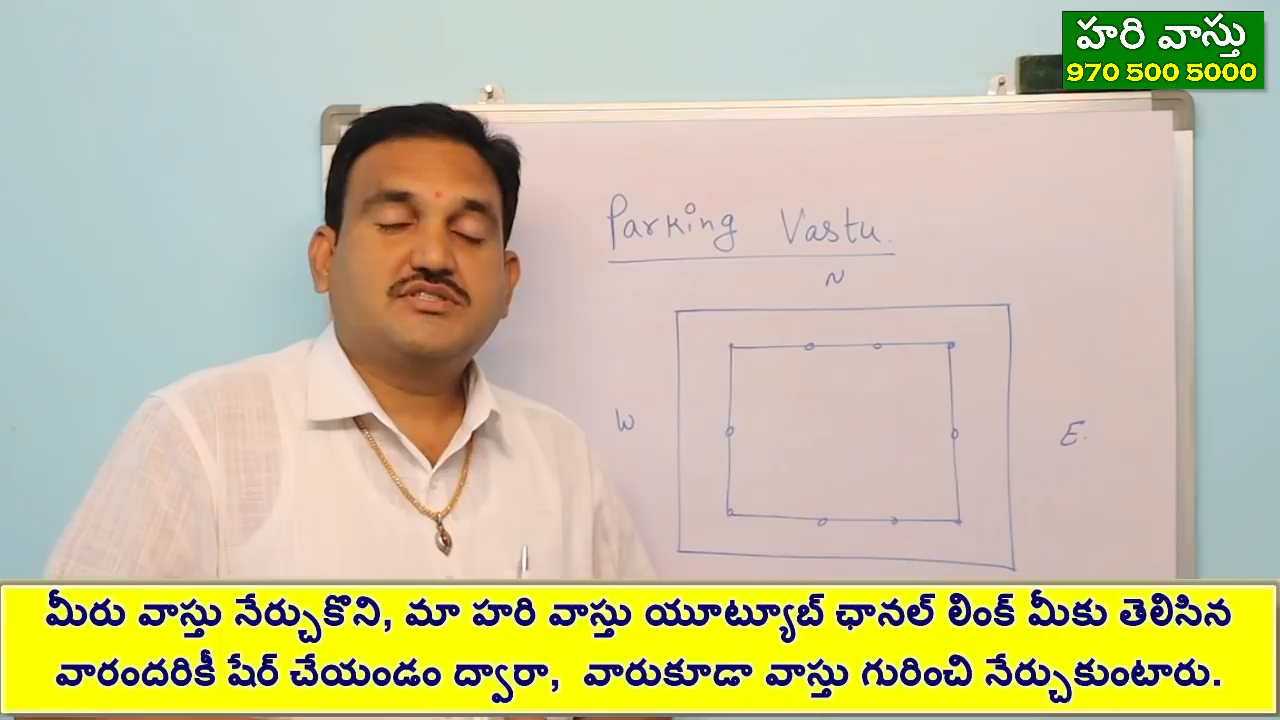 హరి వాస్తు
970 500 5000
Parking Vastu.
N
W
E.
మీరు వాస్తు నేర్చుకొని, మా హరి వాస్తు యూట్యూబ్ ఛానల్ లింక్ మీకు తెలిసిన
వారందరికీ షేర్ చేయండం ద్వారా, వారుకూడా వాస్తు గురించి నేర్చుకుంటారు.